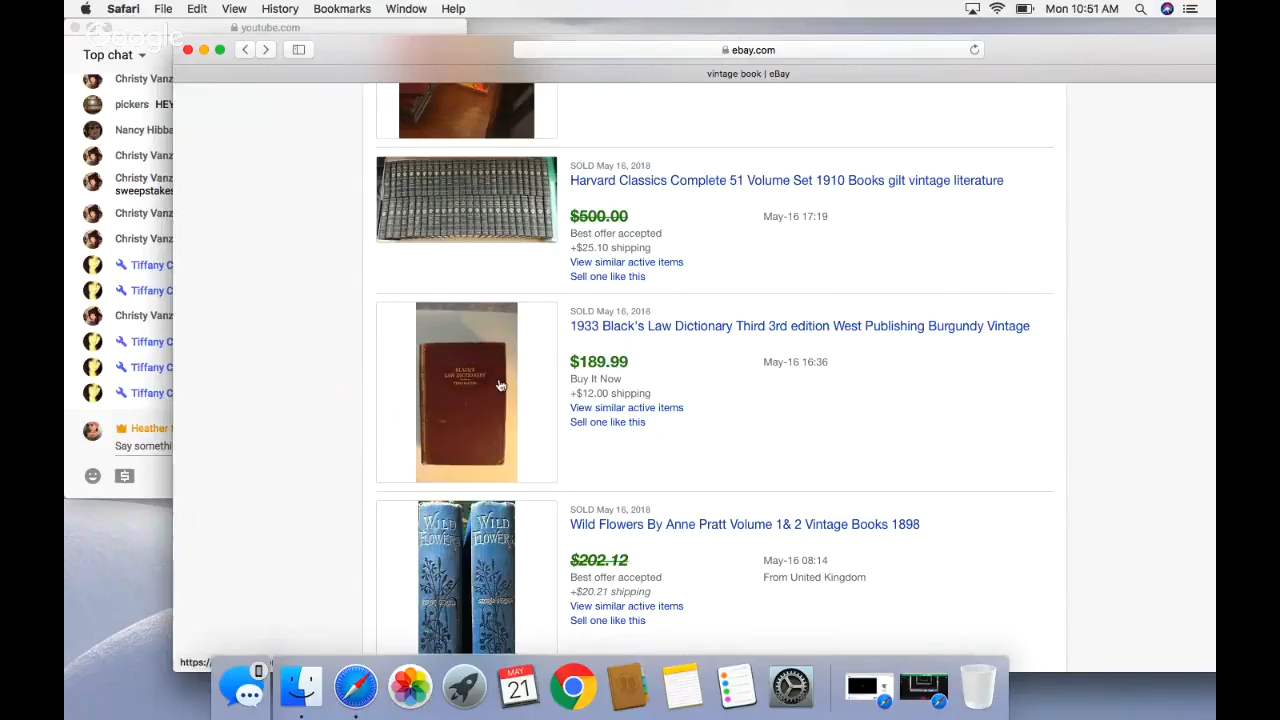 Safari File Edit View History Bookmarks Window Help Mon 10:51 AM
youtube.com
Google
Top chat
ebay.com
vintage book | eBay
Christy Vanz
pickers HEY
Nancy Hibba
Christy Vanz
Christy Vanz
sweepstakes
Christy Vanz
Christy Vanz
Tiffany C
Tiffany C
Christy Vanz
Tiffany C
Tiffany C
Tiffany C
Heather
Say somethi
SOLD May 16, 2018
Harvard Classics Complete 51 Volume Set 1910 Books gilt vintage literature
$500.00 May-16 17:19
Best offer accepted
+$25.10 shipping
View similar active items
Sell one like this
SOLD May 16, 2018
1933 Black's Law Dictionary Third 3rd edition West Publishing Burgundy Vintage
$189.99 May-16 16:36
Buy It Now
+$12.00 shipping
View similar active items
Sell one like this
BLACK'S
LAW DICTIONARY
THIRD EDITION
SOLD May 16, 2018
Wild Flowers By Anne Pratt Volume 1& 2 Vintage Books 1898
$202.12 May-16 08:14
Best offer accepted From United Kingdom
+$20.21 shipping
View similar active items
Sell one like this
WILD FLOWERS WILD FLOWERS
https://
MAY
21